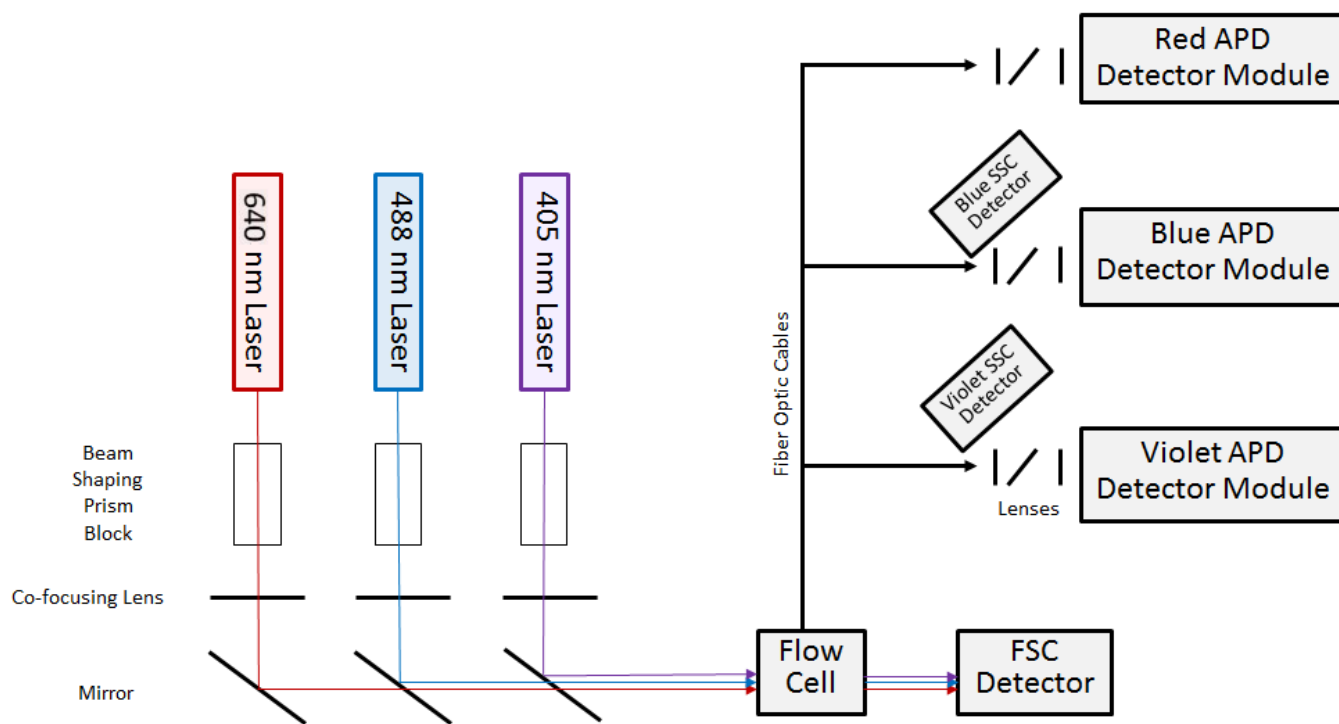 Red APD
Detector Module
Blue SSC
Detector
640 nm Laser
488 nm Laser
405 nm Laser
Blue APD
Detector Module
Fiber Optic Cables
Violet SSC
Detector
Beam
Shaping
Prism
Block
Violet APD
Detector Module
Lenses
Co-focusing Lens
Mirror
Flow
Cell
FSC
Detector